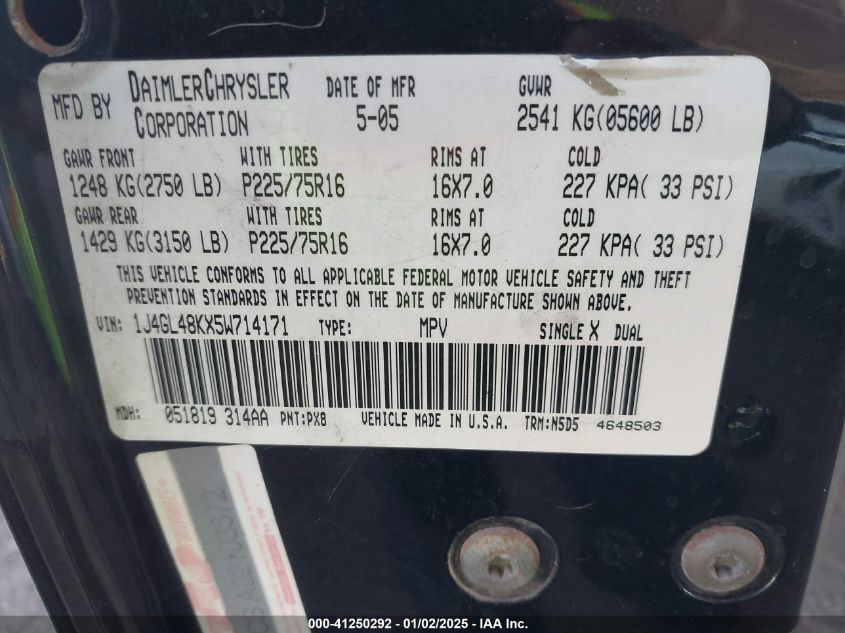 MFD BY DAIMLERCHRYSLER CORPORATION DATE OF MFR 5-05 GVWR 2541 KG(05600 LB)
GAWR FRONT WITH TIRES RIMS AT COLD
1248 KG(2750 LB) P225/75R16 16X7.0 227 KPA( 33 PSI)
GAWR REAR WITH TIRES RIMS AT COLD
1429 KG(3150 LB) P225/75R16 16X7.0 227 KPA( 33 PSI)
THIS VEHICLE CONFORMS TO ALL APPLICABLE FEDERAL MOTOR VEHICLE SAFETY AND THEFT
PREVENTION STANDARDS IN EFFECT ON THE DATE OF MANUFACTURE SHOWN ABOVE.
VIN: 1J4GL48KX5W714171 TYPE: MPV SINGLE X DUAL
MDH: 051819 314AA PNT:PX8 VEHICLE MADE IN U.S.A. TRM:N5D5 4648503
000-41250292 - 01/02/2025 - IAA Inc.